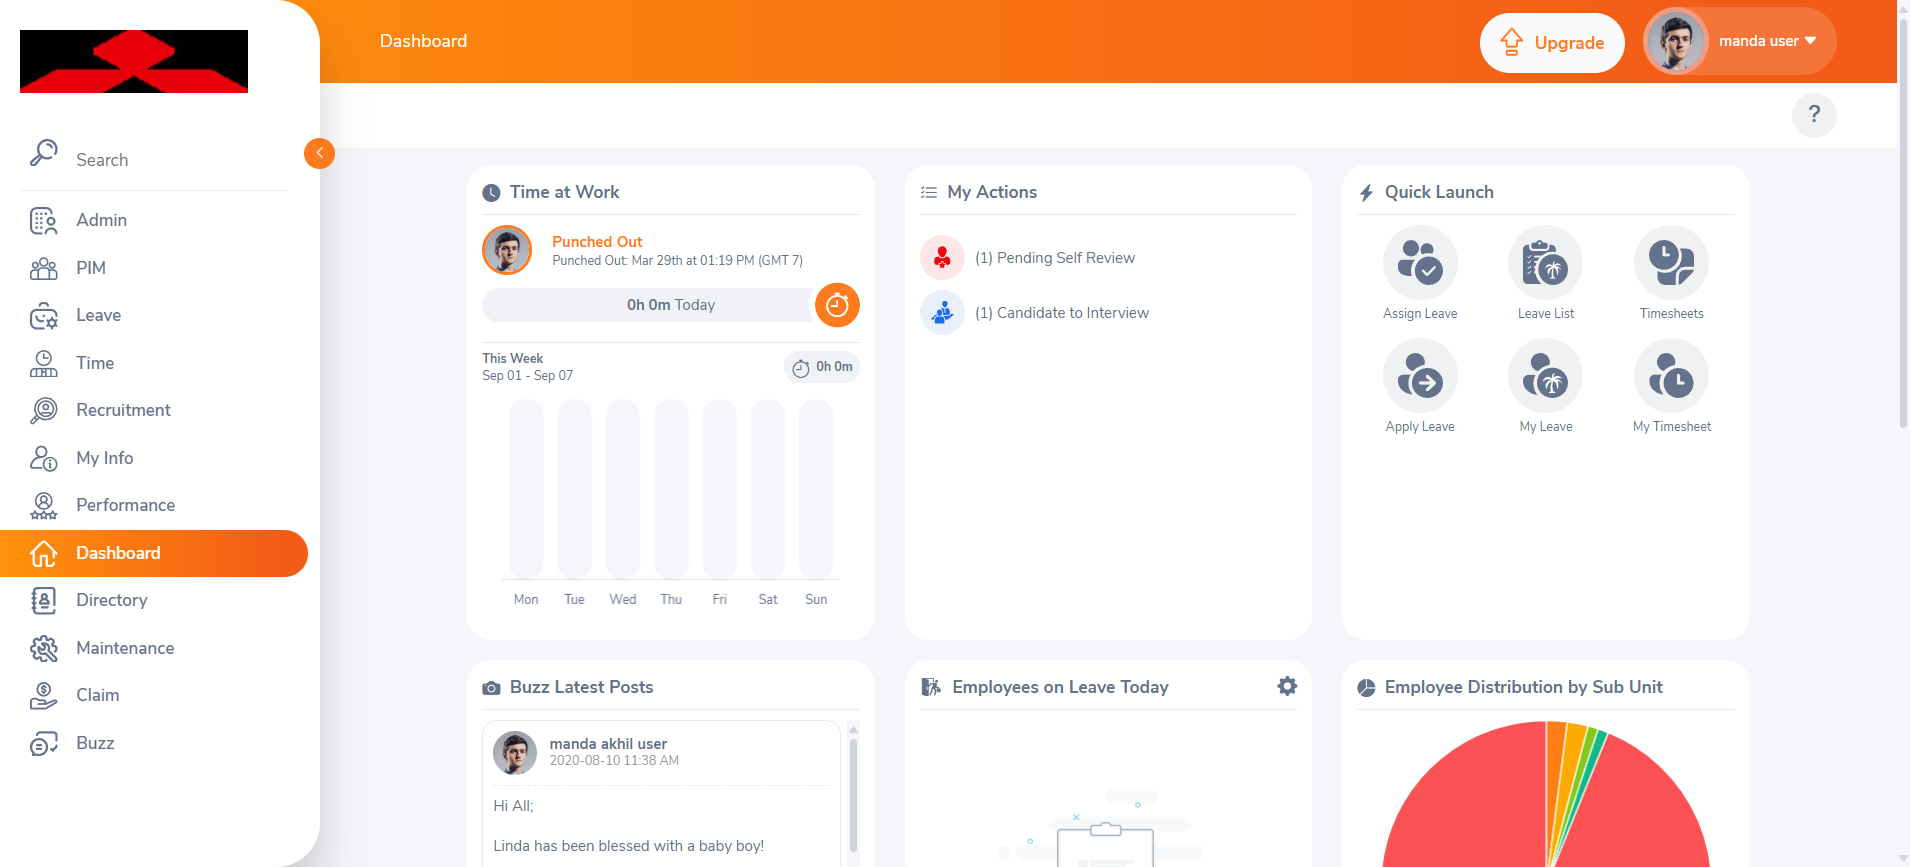 Dashboard
Upgrade
manda user
?
Search
Admin
PIM
Leave
Time
Recruitment
My Info
Performance
Dashboard
Directory
Maintenance
Claim
Buzz
Time at Work
Punched Out
Punched Out: Mar 29th at 01:19 PM (GMT 7)
0h 0m Today
This Week
Sep 01 - Sep 07
0h 0m
Mon Tue Wed Thu Fri Sat Sun
My Actions
(1) Pending Self Review
(1) Candidate to Interview
Quick Launch
Assign Leave
Leave List
Timesheets
Apply Leave
My Leave
My Timesheet
Buzz Latest Posts
manda akhil user
2020-08-10 11:38 AM
Hi All;
Linda has been blessed with a baby boy!
Employees on Leave Today
Employee Distribution by Sub Unit